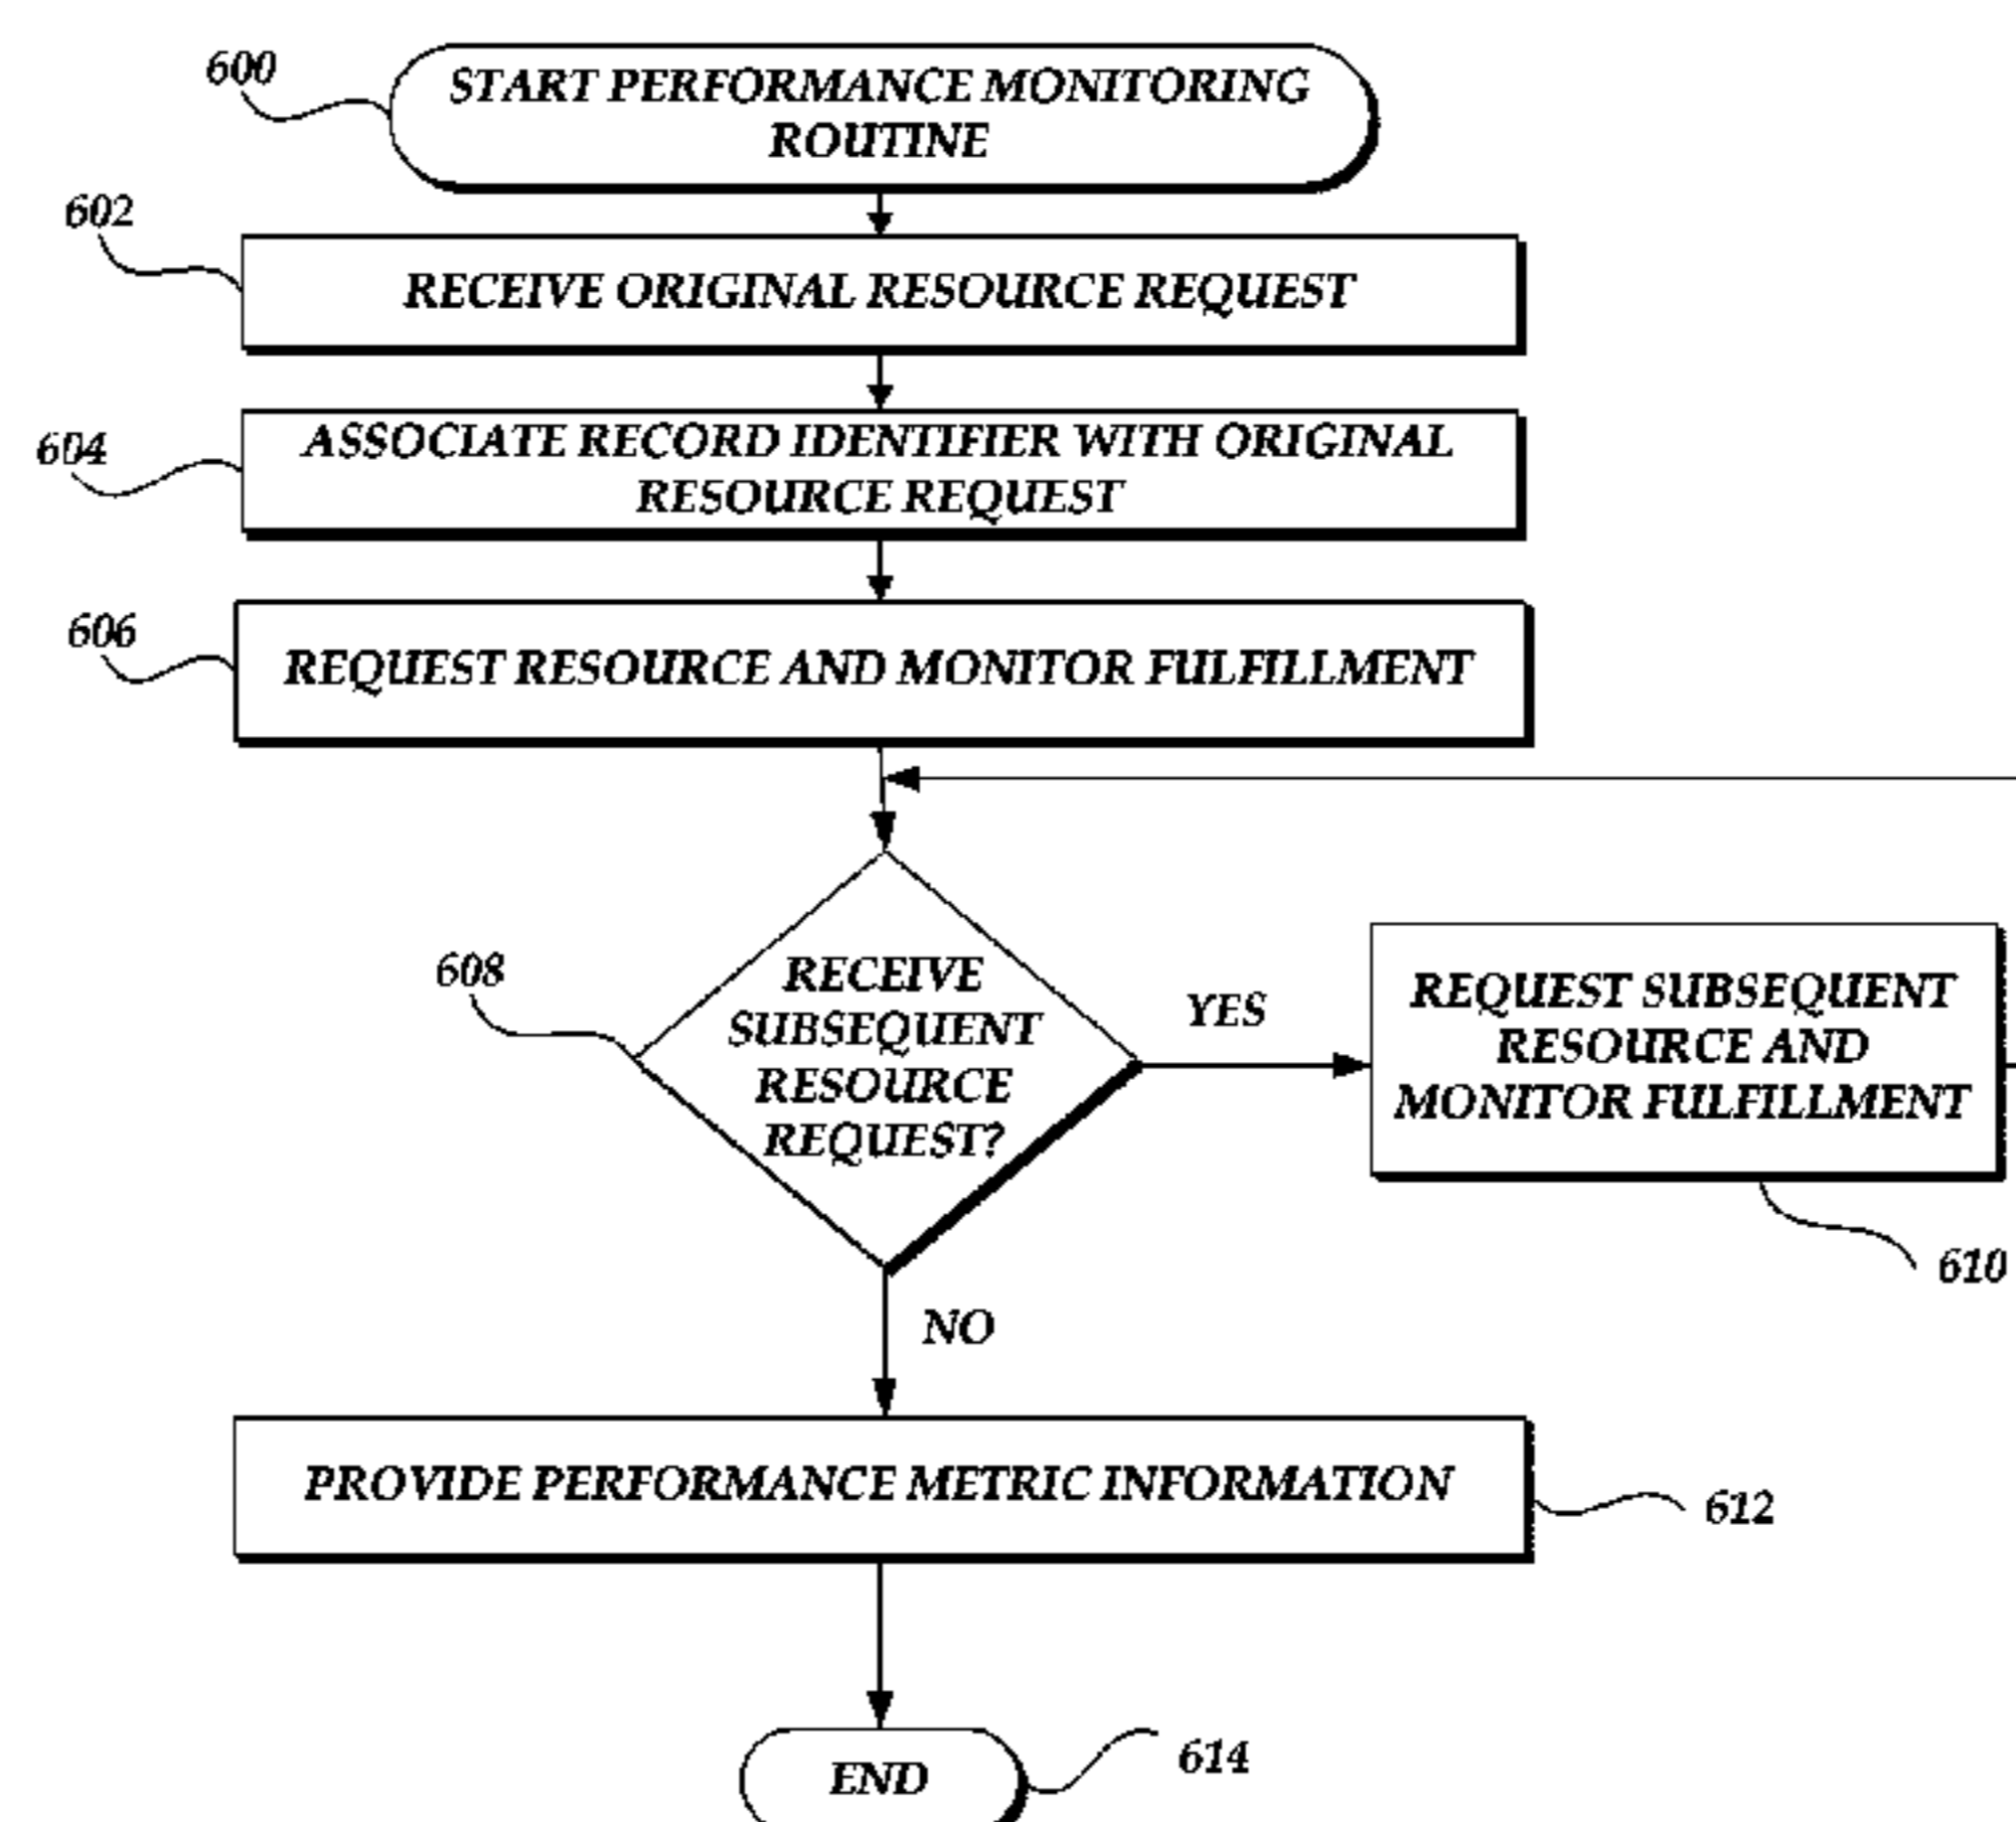 600
START PERFORMANCE MONITORING
ROUTINE
602
RECEIVE ORIGINAL RESOURCE REQUEST
604
ASSOCIATE RECORD IDENTIFIER WITH ORIGINAL
RESOURCE REQUEST
606
REQUEST RESOURCE AND MONITOR FULFILLMENT
608
RECEIVE
SUBSEQUENT
RESOURCE
REQUEST?
YES
REQUEST SUBSEQUENT
RESOURCE AND
MONITOR FULFILLMENT
610
NO
PROVIDE PERFORMANCE METRIC INFORMATION
612
END
614